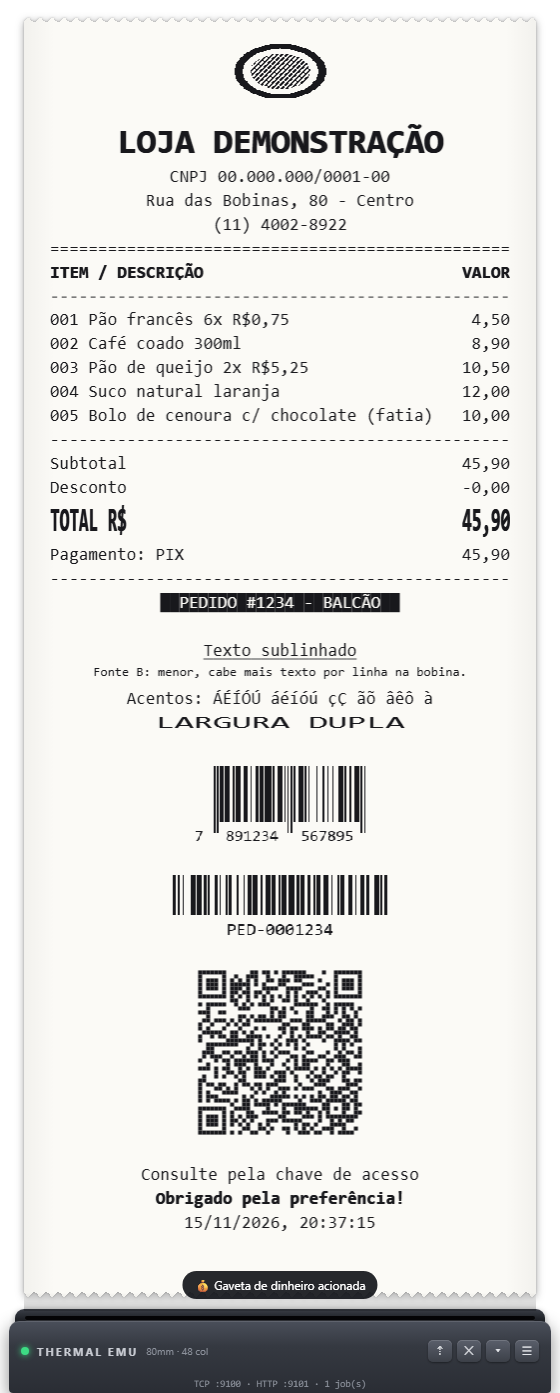 LOJA DEMONSTRAÇÃO
CNPJ 00.000.000/0001-00
Rua das Bobinas, 80 - Centro
(11) 4002-8922
================================================
ITEM / DESCRIÇÃO VALOR
------------------------------------------------
001 Pão francês 6x R$0,75 4,50
002 Café coado 300ml 8,90
003 Pão de queijo 2x R$5,25 10,50
004 Suco natural laranja 12,00
005 Bolo de cenoura c/ chocolate (fatia) 10,00
------------------------------------------------
Subtotal 45,90
Desconto -0,00
TOTAL R$ 45,90
Pagamento: PIX 45,90
------------------------------------------------
PEDIDO #1234 - BALCÃO
Texto sublinhado
Fonte B: menor, cabe mais texto por linha na bobina.
Acentos: ÁÉÍÓÚ áéíóú çÇ ãõ âêô à
LARGURA DUPLA
7 891234 567895
PED-0001234
Consulte pela chave de acesso
Obrigado pela preferência!
15/11/2026, 20:37:15
Gaveta de dinheiro acionada
THERMAL EMU 80mm · 48 col
TCP :9100 · HTTP :9101 · 1 job(s)